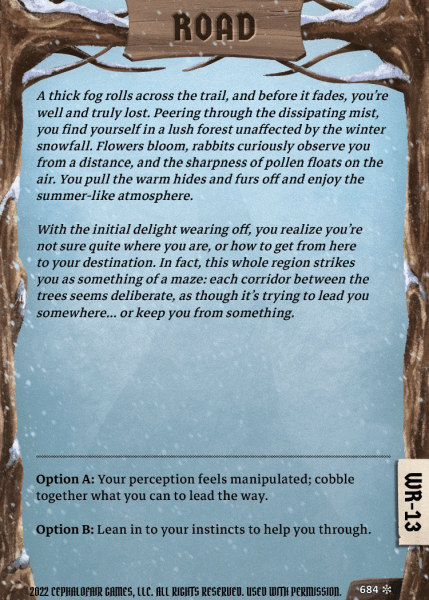 ROAD
A thick fog rolls across the trail, and before it fades, you're
well and truly lost. Peering through the dissipating mist,
you find yourself in a lush forest unaffected by the winter
snowfall. Flowers bloom, rabbits curiously observe you
from a distance, and the sharpness of pollen floats on the
air. You pull the warm hides and furs off and enjoy the
summer-like atmosphere.
With the initial delight wearing off, you realize you're
not sure quite where you are, or how to get from here
to your destination. In fact, this whole region strikes
you as something of a maze: each corridor between the
trees seems deliberate, as though it's trying to lead you
somewhere... or keep you from something.
Option A: Your perception feels manipulated; cobble
together what you can to lead the way.
Option B: Lean in to your instincts to help you through.
WR-13
2022 CEPHALOFAIR GAMES, LLC. ALL RIGHTS RESERVED. USED WITH PERMISSION.
684